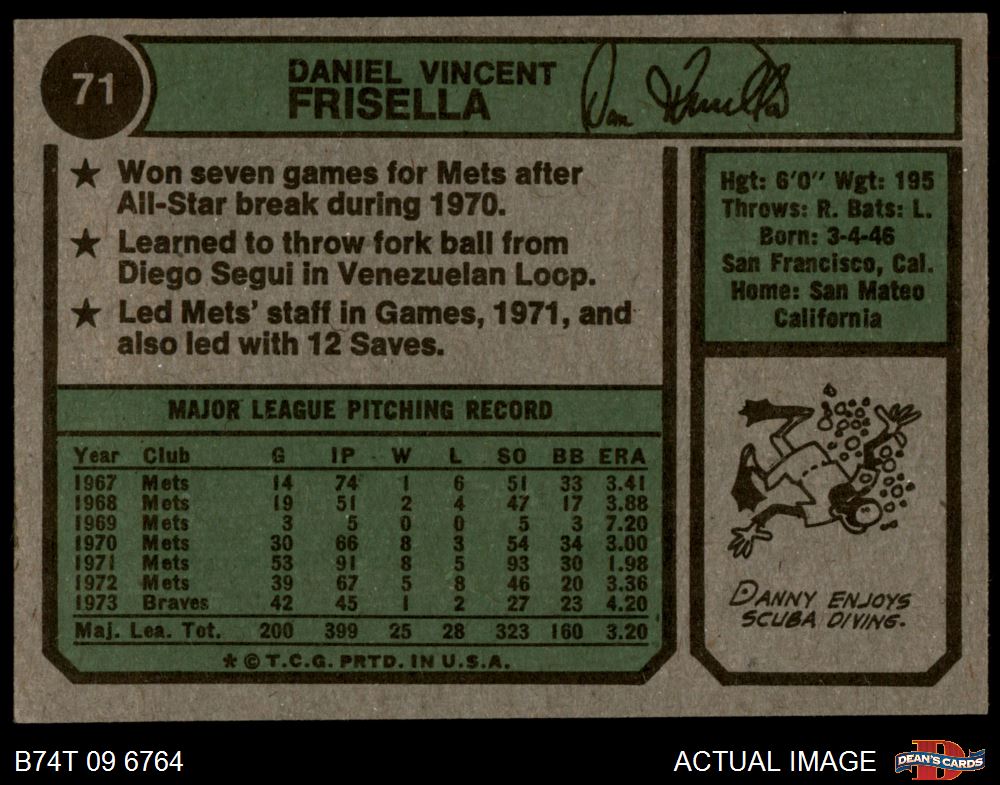 71
DANIEL VINCENT
FRISELLA
Dan Frisella
★ Won seven games for Mets after
All-Star break during 1970.
★ Learned to throw fork ball from
Diego Segui in Venezuelan Loop.
★ Led Mets' staff in Games, 1971, and
also led with 12 Saves.
Hgt: 6'0" Wgt: 195
Throws: R. Bats: L.
Born: 3-4-46
San Francisco, Cal.
Home: San Mateo
California
MAJOR LEAGUE PITCHING RECORD
Year Club G IP W L SO BB ERA
1967 Mets 14 74 1 6 51 33 3.41
1968 Mets 19 51 2 4 47 17 3.88
1969 Mets 3 5 0 0 5 3 7.20
1970 Mets 30 66 8 3 54 34 3.00
1971 Mets 53 91 8 5 93 30 1.98
1972 Mets 39 67 5 8 46 20 3.36
1973 Braves 42 45 1 2 27 23 4.20
Maj. Lea. Tot. 200 399 25 28 323 160 3.20
★ © T.C.G. PRTD. IN U.S.A.
DANNY ENJOYS
SCUBA DIVING.
B74T 09 6764
ACTUAL IMAGE
DEAN'S CARDS